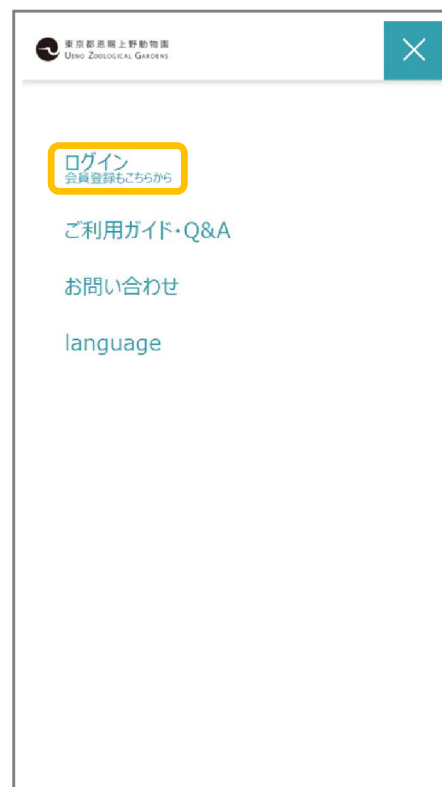 東京都恩賜上野動物園
UENO ZOOLOGICAL GARDENS
ログイン
会員登録もこちらから
ご利用ガイド・Q&A
お問い合わせ
language